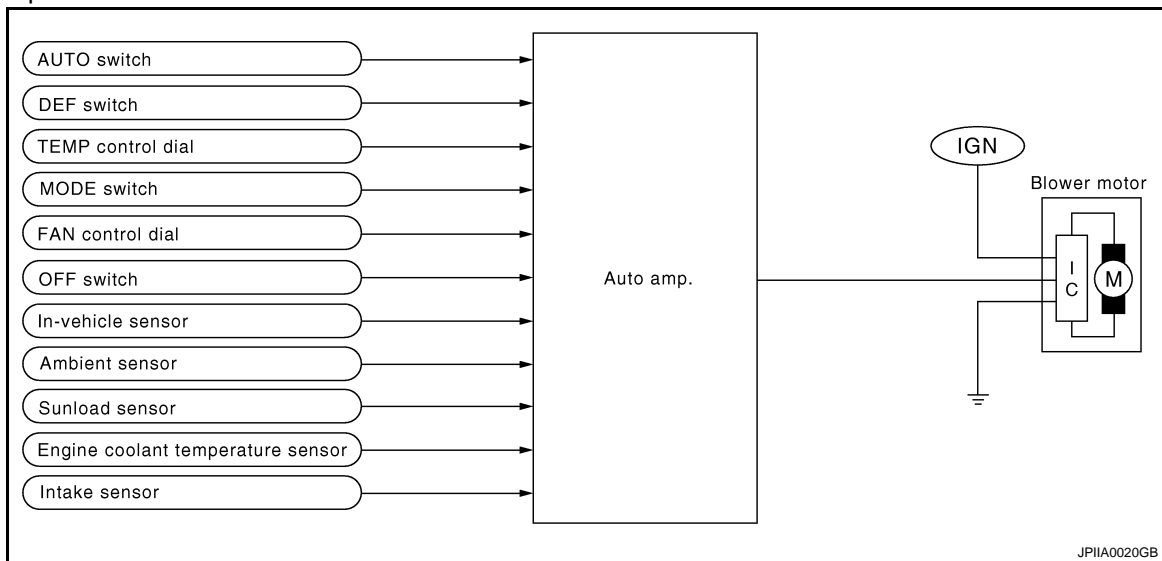 AUTO switch
DEF switch
TEMP control dial
MODE switch
FAN control dial
OFF switch
In-vehicle sensor
Ambient sensor
Sunload sensor
Engine coolant temperature sensor
Intake sensor
Auto amp.
IGN
Blower motor
I
C
M
JPIIA0020GB